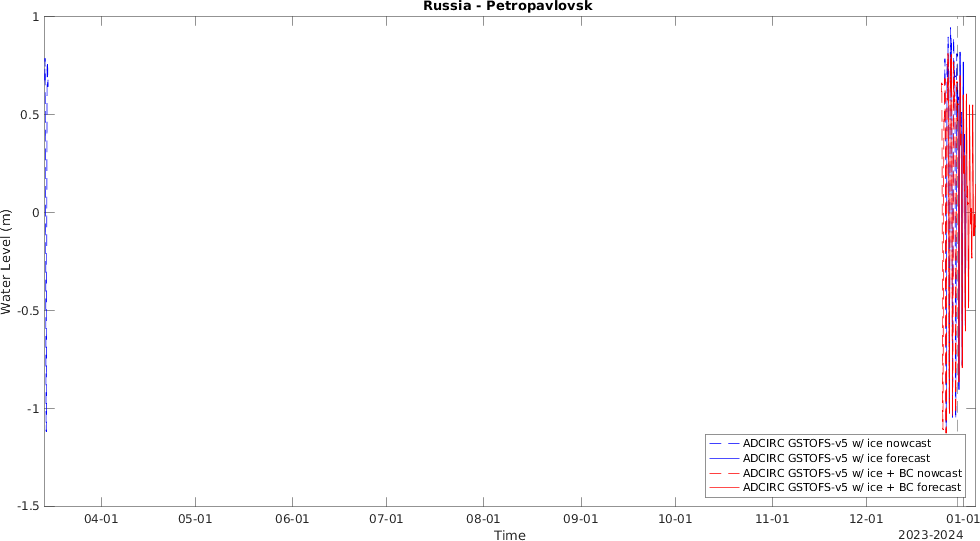 Russia - Petropavlovsk
1
0.5
0
-0.5
-1
-1.5
Water Level (m)
ADCIRC GSTOFS-v5 w/ ice nowcast
ADCIRC GSTOFS-v5 w/ ice forecast
ADCIRC GSTOFS-v5 w/ ice + BC nowcast
ADCIRC GSTOFS-v5 w/ ice + BC forecast
04-01 05-01 06-01 07-01 08-01 09-01 10-01 11-01 12-01 01-01
Time
2023-2024